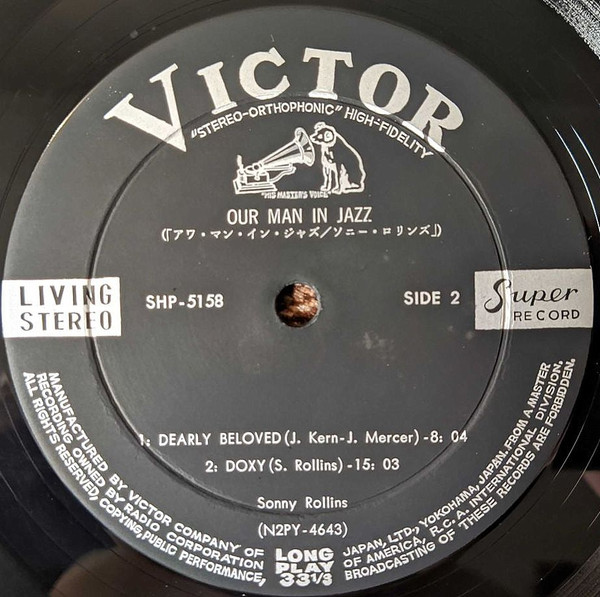 VICTOR
"STEREO-ORTHOPHONIC" HIGH-FIDELITY
"HIS MASTER'S VOICE"
OUR MAN IN JAZZ
(『アワ・マン・イン・ジャズ／ソニー・ロリンズ』)
LIVING
STEREO
SHP-5158
SIDE 2
Super
RECORD
1: DEARLY BELOVED (J. Kern-J. Mercer) -8: 04
2: DOXY (S. Rollins) -15: 03
Sonny Rollins
(N2PY-4643)
LONG
PLAY
33 1/3
MANUFACTURED BY VICTOR COMPANY OF JAPAN, LTD., YOKOHAMA, JAPAN. FROM A MASTER
RECORDING OWNED BY RADIO CORPORATION OF AMERICA, R.C.A. INTERNATIONAL DIVISION.
ALL RIGHTS RESERVED, COPYING, PUBLIC PERFORMANCE, BROADCASTING OF THESE RECORDS ARE FORBIDDEN.